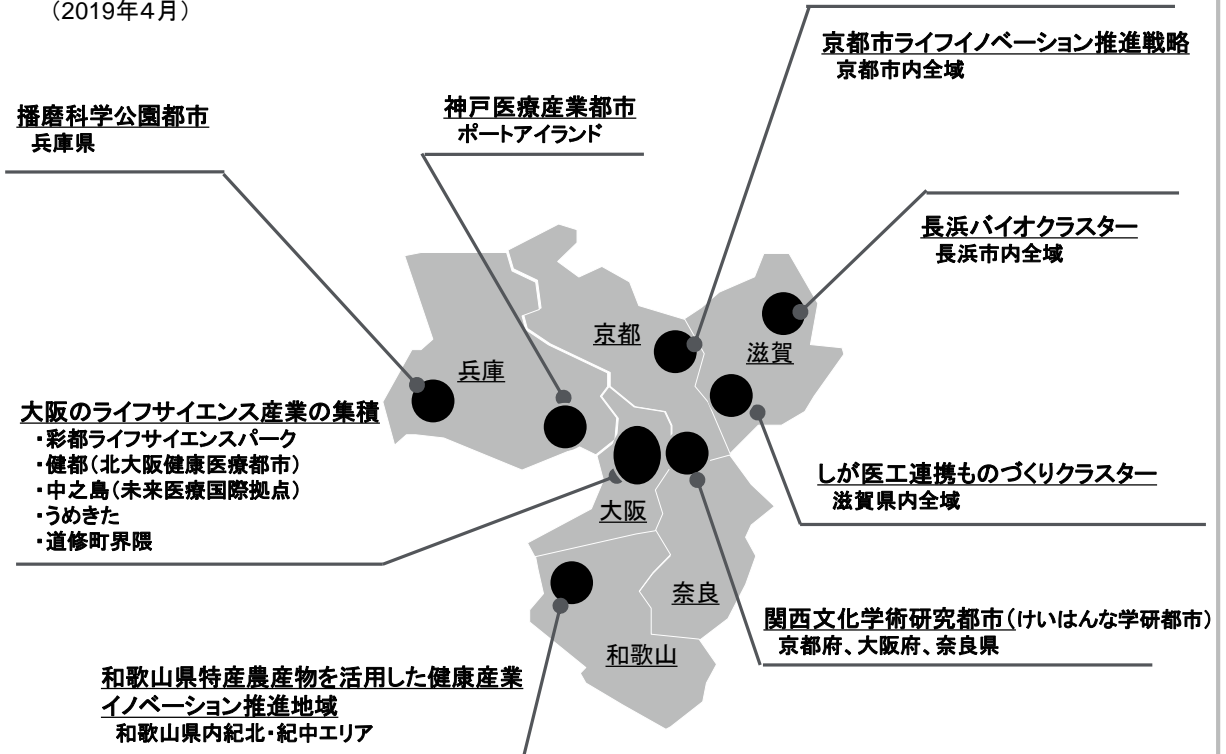 （2019年4月）
京都市ライフイノベーション推進戦略
京都市内全域
神戸医療産業都市
ポートアイランド
播磨科学公園都市
兵庫県
長浜バイオクラスター
長浜市内全域
京都
滋賀
兵庫
大阪のライフサイエンス産業の集積
・彩都ライフサイエンスパーク
・健都（北大阪健康医療都市）
・中之島（未来医療国際拠点）
・うめきた
・道修町界隈
しが医工連携ものづくりクラスター
滋賀県内全域
大阪
奈良
関西文化学術研究都市（けいはんな学研都市）
京都府、大阪府、奈良県
和歌山
和歌山県特産農産物を活用した健康産業
イノベーション推進地域
和歌山県内紀北・紀中エリア